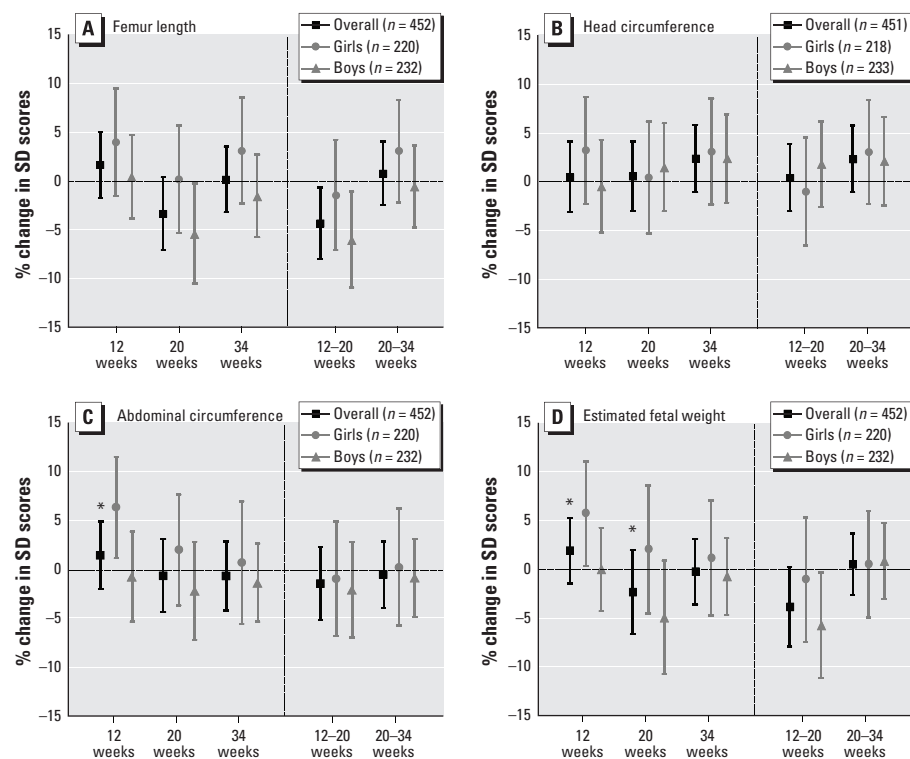 A Femur length
Overall (n = 452)
Girls (n = 220)
Boys (n = 232)
% change in SD scores
15
10
5
0
–5
–10
–15
12 weeks
20 weeks
34 weeks
12–20 weeks
20–34 weeks
B Head circumference
Overall (n = 451)
Girls (n = 218)
Boys (n = 233)
% change in SD scores
15
10
5
0
–5
–10
–15
12 weeks
20 weeks
34 weeks
12–20 weeks
20–34 weeks
C Abdominal circumference
Overall (n = 452)
Girls (n = 220)
Boys (n = 232)
% change in SD scores
15
10
5
0
–5
–10
–15
*
12 weeks
20 weeks
34 weeks
12–20 weeks
20–34 weeks
D Estimated fetal weight
Overall (n = 452)
Girls (n = 220)
Boys (n = 232)
% change in SD scores
15
10
5
0
–5
–10
–15
*
*
12 weeks
20 weeks
34 weeks
12–20 weeks
20–34 weeks